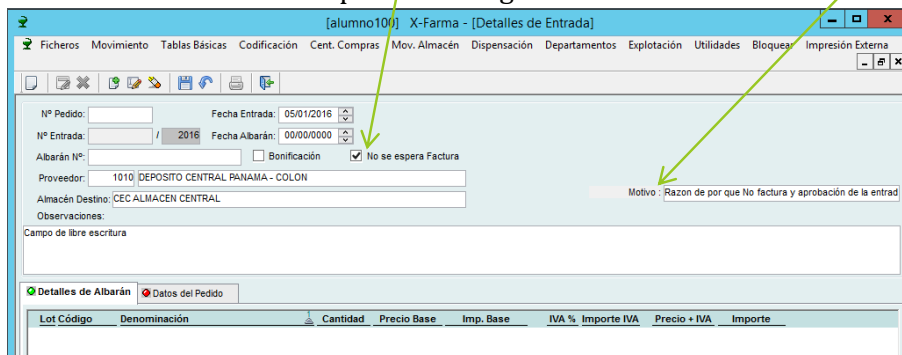 [alumno100] X-Farma - [Detalles de Entrada]
Ficheros Movimiento Tablas Básicas Codificación Cent. Compras Mov. Almacén Dispensación Departamentos Explotación Utilidades Bloquear Impresión Externa
Nº Pedido: Fecha Entrada: 05/01/2016
Nº Entrada: / 2016 Fecha Albarán: 00/00/0000
Albarán Nº: Bonificación No se espera Factura
Proveedor: 1010 DEPOSITO CENTRAL PANAMA - COLON
Motivo : Razon de por que No factura y aprobación de la entrad
Almacén Destino: CEC ALMACEN CENTRAL
Observaciones:
Campo de libre escritura
Detalles de Albarán Datos del Pedido
Lot Código Denominación Cantidad Precio Base Imp. Base IVA % Importe IVA Precio + IVA Importe